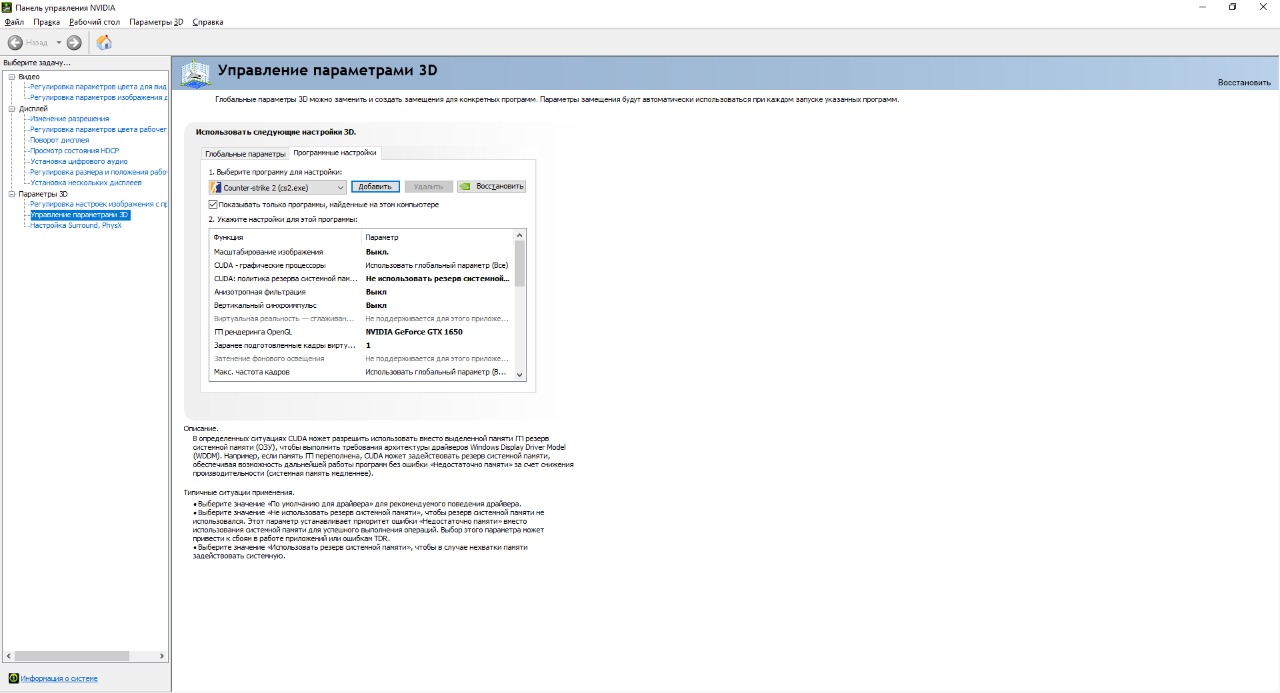 Панель управления NVIDIA
Файл Правка Рабочий стол Параметры 3D Справка
Назад
Выберите задачу...
Видео
Регулировка параметров цвета для вид
Регулировка параметров изображения д
Дисплей
Изменение разрешения
Регулировка параметров цвета рабочег
Поворот дисплея
Просмотр состояния HDCP
Установка цифрового аудио
Регулировка размера и положения рабо
Установка нескольких дисплеев
Параметры 3D
Регулировка настроек изображения с пр
Управление параметрами 3D
Настройка Surround, PhysX
Информация о системе
Управление параметрами 3D
Восстановить
Глобальные параметры 3D можно заменить и создать замещения для конкретных программ. Параметры замещения будут автоматически использоваться при каждом запуске указанных программ.
Использовать следующие настройки 3D.
Глобальные параметры Программные настройки
1. Выберите программу для настройки:
Counter-strike 2 (cs2.exe) Добавить Удалить Восстановить
Показывать только программы, найденные на этом компьютере
2. Укажите настройки для этой программы:
Функция Параметр
Масштабирование изображения Выкл.
CUDA - графические процессоры Использовать глобальный параметр (Все)
CUDA: политика резерва системной пам... Не использовать резерв системной...
Анизотропная фильтрация Выкл
Вертикальный синхроимпульс Выкл
Виртуальная реальность — сглаживан... Не поддерживается для этого приложе...
ГП рендеринга OpenGL NVIDIA GeForce GTX 1650
Заранее подготовленные кадры вирту... 1
Затенение фонового освещения Не поддерживается для этого приложе...
Макс. частота кадров Использовать глобальный параметр (В...
Описание.
В определенных ситуациях CUDA может разрешить использовать вместо выделенной памяти ГП резерв
системной памяти (ОЗУ), чтобы выполнить требования архитектуры драйверов Windows Display Driver Model
(WDDM). Например, если память ГП переполнена, CUDA может задействовать резерв системной памяти,
обеспечивая возможность дальнейшей работы программ без ошибки «Недостаточно памяти» за счет снижения
производительности (системная память медленнее).
Типичные ситуации применения.
• Выберите значение «По умолчанию для драйвера» для рекомендуемого поведения драйвера.
• Выберите значение «Не использовать резерв системной памяти», чтобы резерв системной памяти не
использовался. Этот параметр устанавливает приоритет ошибки «Недостаточно памяти» вместо
использования системной памяти для успешного выполнения операций. Выбор этого параметра может
привести к сбоям в работе приложений или ошибкам TDR.
• Выберите значение «Использовать резерв системной памяти», чтобы в случае нехватки памяти
задействовать системную.